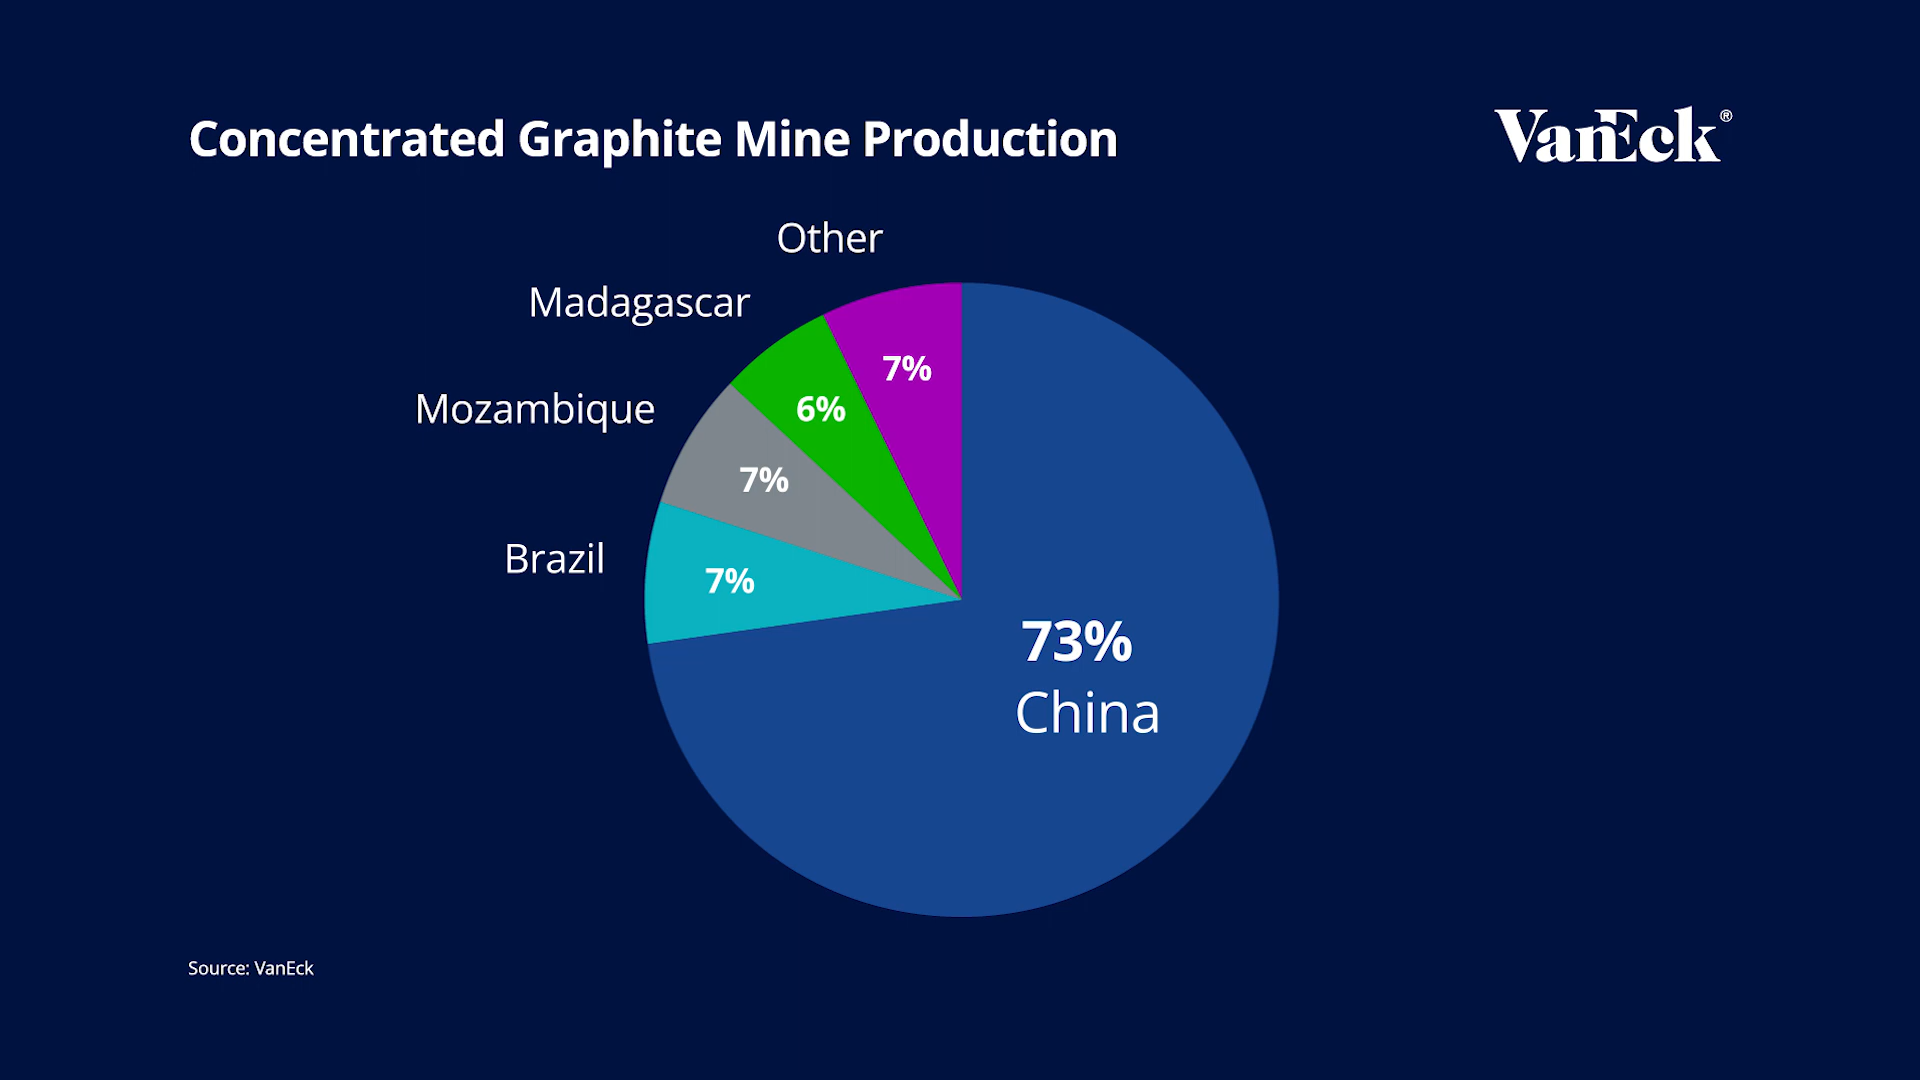 Concentrated Graphite Mine Production
VanEck®
Other
Madagascar
7%
6%
Mozambique
7%
Brazil
7%
73%
China
Source: VanEck